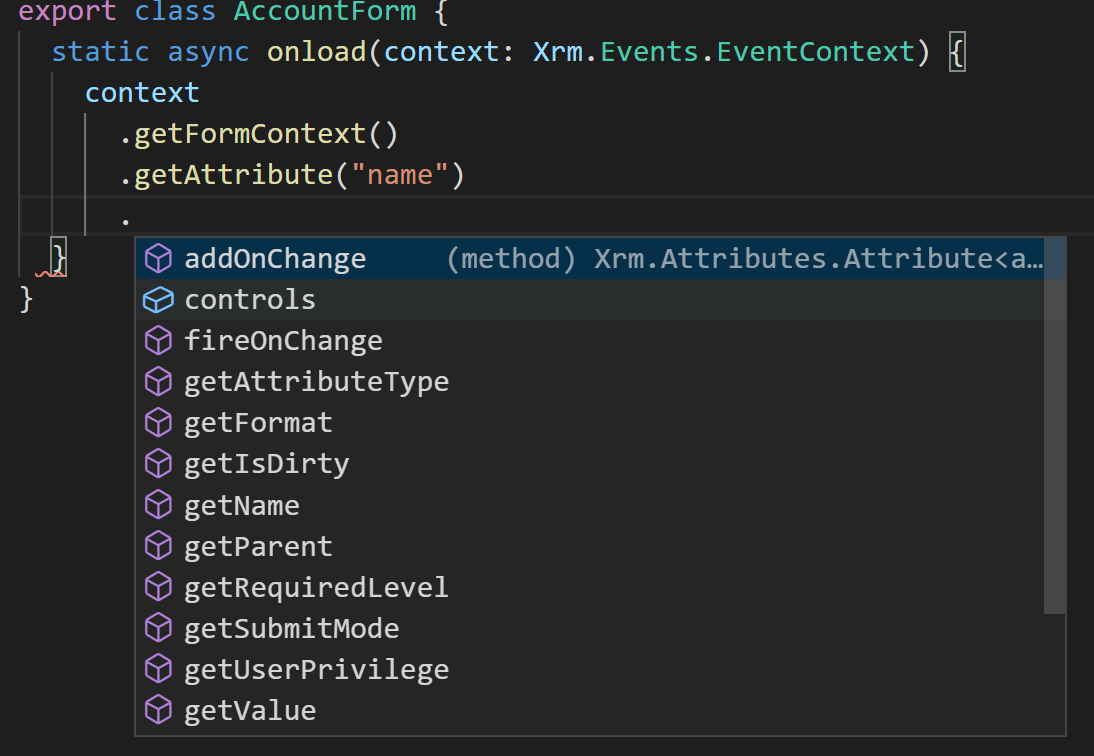 export class AccountForm {
static async onload(context: Xrm.Events.EventContext) {
context
.getFormContext()
.getAttribute("name")
.
}
}
addOnChange (method) Xrm.Attributes.Attribute<a…
controls
fireOnChange
getAttributeType
getFormat
getIsDirty
getName
getParent
getRequiredLevel
getSubmitMode
getUserPrivilege
getValue